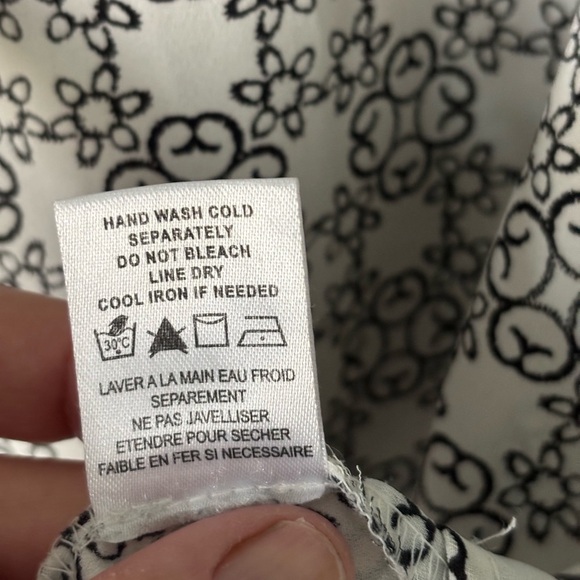 HAND WASH COLD
SEPARATELY
DO NOT BLEACH
LINE DRY
COOL IRON IF NEEDED
30°C
LAVER A LA MAIN EAU FROID
SEPAREMENT
NE PAS JAVELLISER
ETENDRE POUR SECHER
FAIBLE EN FER SI NECESSAIRE